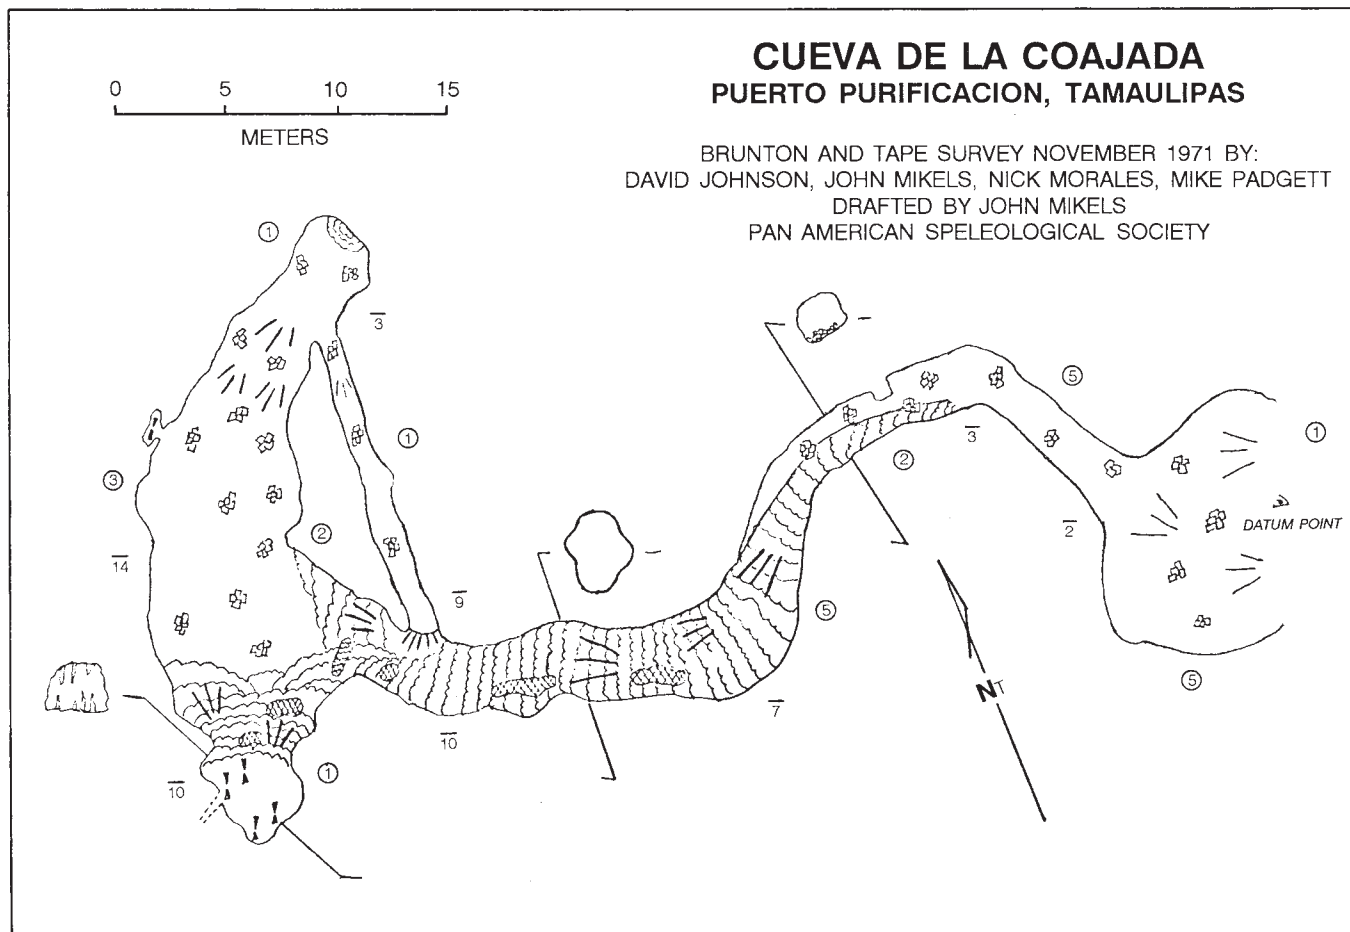 CUEVA DE LA COAJADA
PUERTO PURIFICACION, TAMAULIPAS
0 5 10 15
METERS
BRUNTON AND TAPE SURVEY NOVEMBER 1971 BY:
DAVID JOHNSON, JOHN MIKELS, NICK MORALES, MIKE PADGETT
DRAFTED BY JOHN MIKELS
PAN AMERICAN SPELEOLOGICAL SOCIETY
1
3
5
1
1
3
2
3
2
DATUM POINT
2
14
9
5
5
NT
7
10
1
10